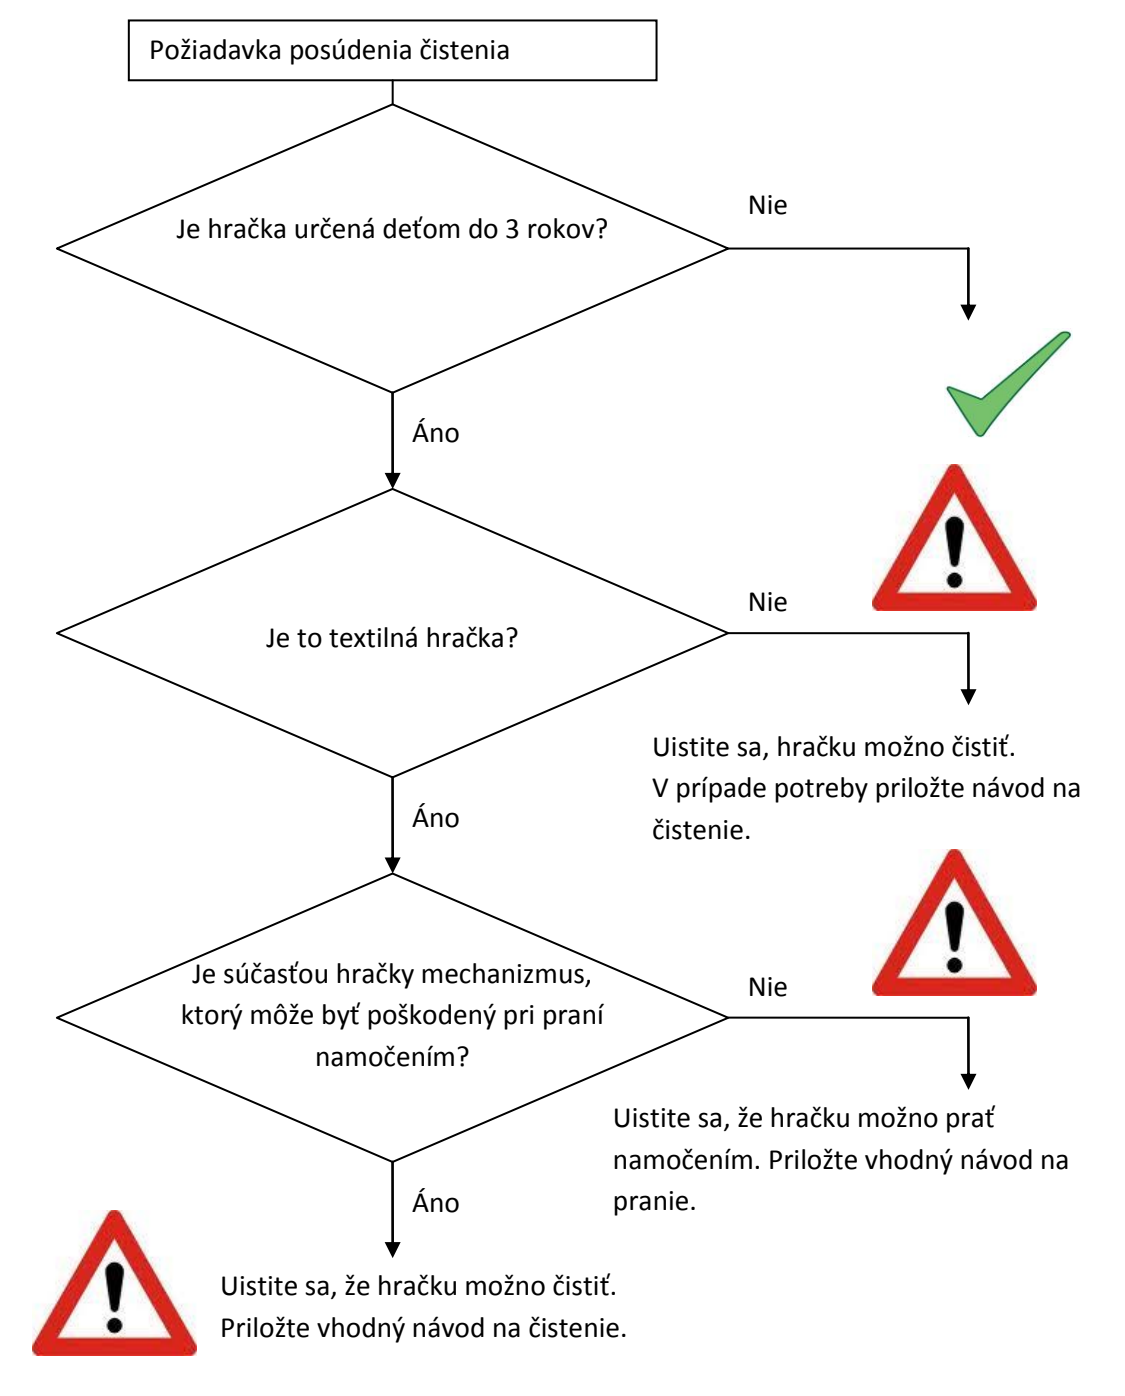 Požiadavka posúdenia čistenia
Je hračka určená deťom do 3 rokov?
Nie
Áno
Je to textilná hračka?
Nie
Uistite sa, hračku možno čistiť.
V prípade potreby priložte návod na
čistenie.
Áno
Je súčasťou hračky mechanizmus,
ktorý môže byť poškodený pri praní
namočením?
Nie
Uistite sa, že hračku možno prať
namočením. Priložte vhodný návod na
pranie.
Áno
Uistite sa, že hračku možno čistiť.
Priložte vhodný návod na čistenie.